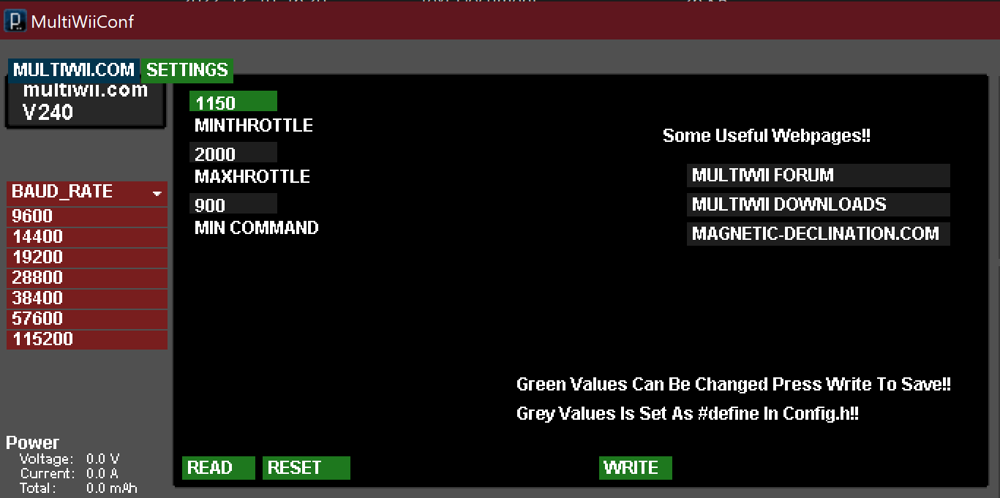 MultiWiiConf
MULTIWII.COM SETTINGS
multiwii.com
V240
BAUD_RATE
9600
14400
19200
28800
38400
57600
115200
Power
Voltage: 0.0 V
Current: 0.0 A
Total: 0.0 mAh
1150
MINTHROTTLE
2000
MAXHROTTLE
900
MIN COMMAND
Some Useful Webpages!!
MULTIWII FORUM
MULTIWII DOWNLOADS
MAGNETIC-DECLINATION.COM
Green Values Can Be Changed Press Write To Save!!
Grey Values Is Set As #define In Config.h!!
READ RESET WRITE